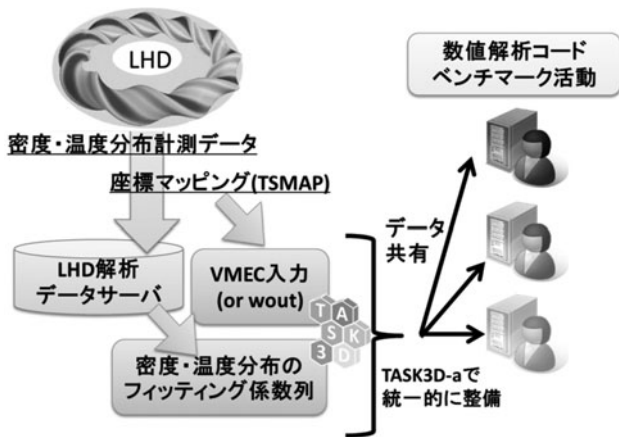 LHD
数値解析コード
ベンチマーク活動
密度・温度分布計測データ
座標マッピング(TSMAP)
データ
共有
LHD解析
データサーバ
VMEC入力
(or wout)
TASK3D
密度・温度分布の
フィッティング係数列
TASK3D-aで
統一的に整備